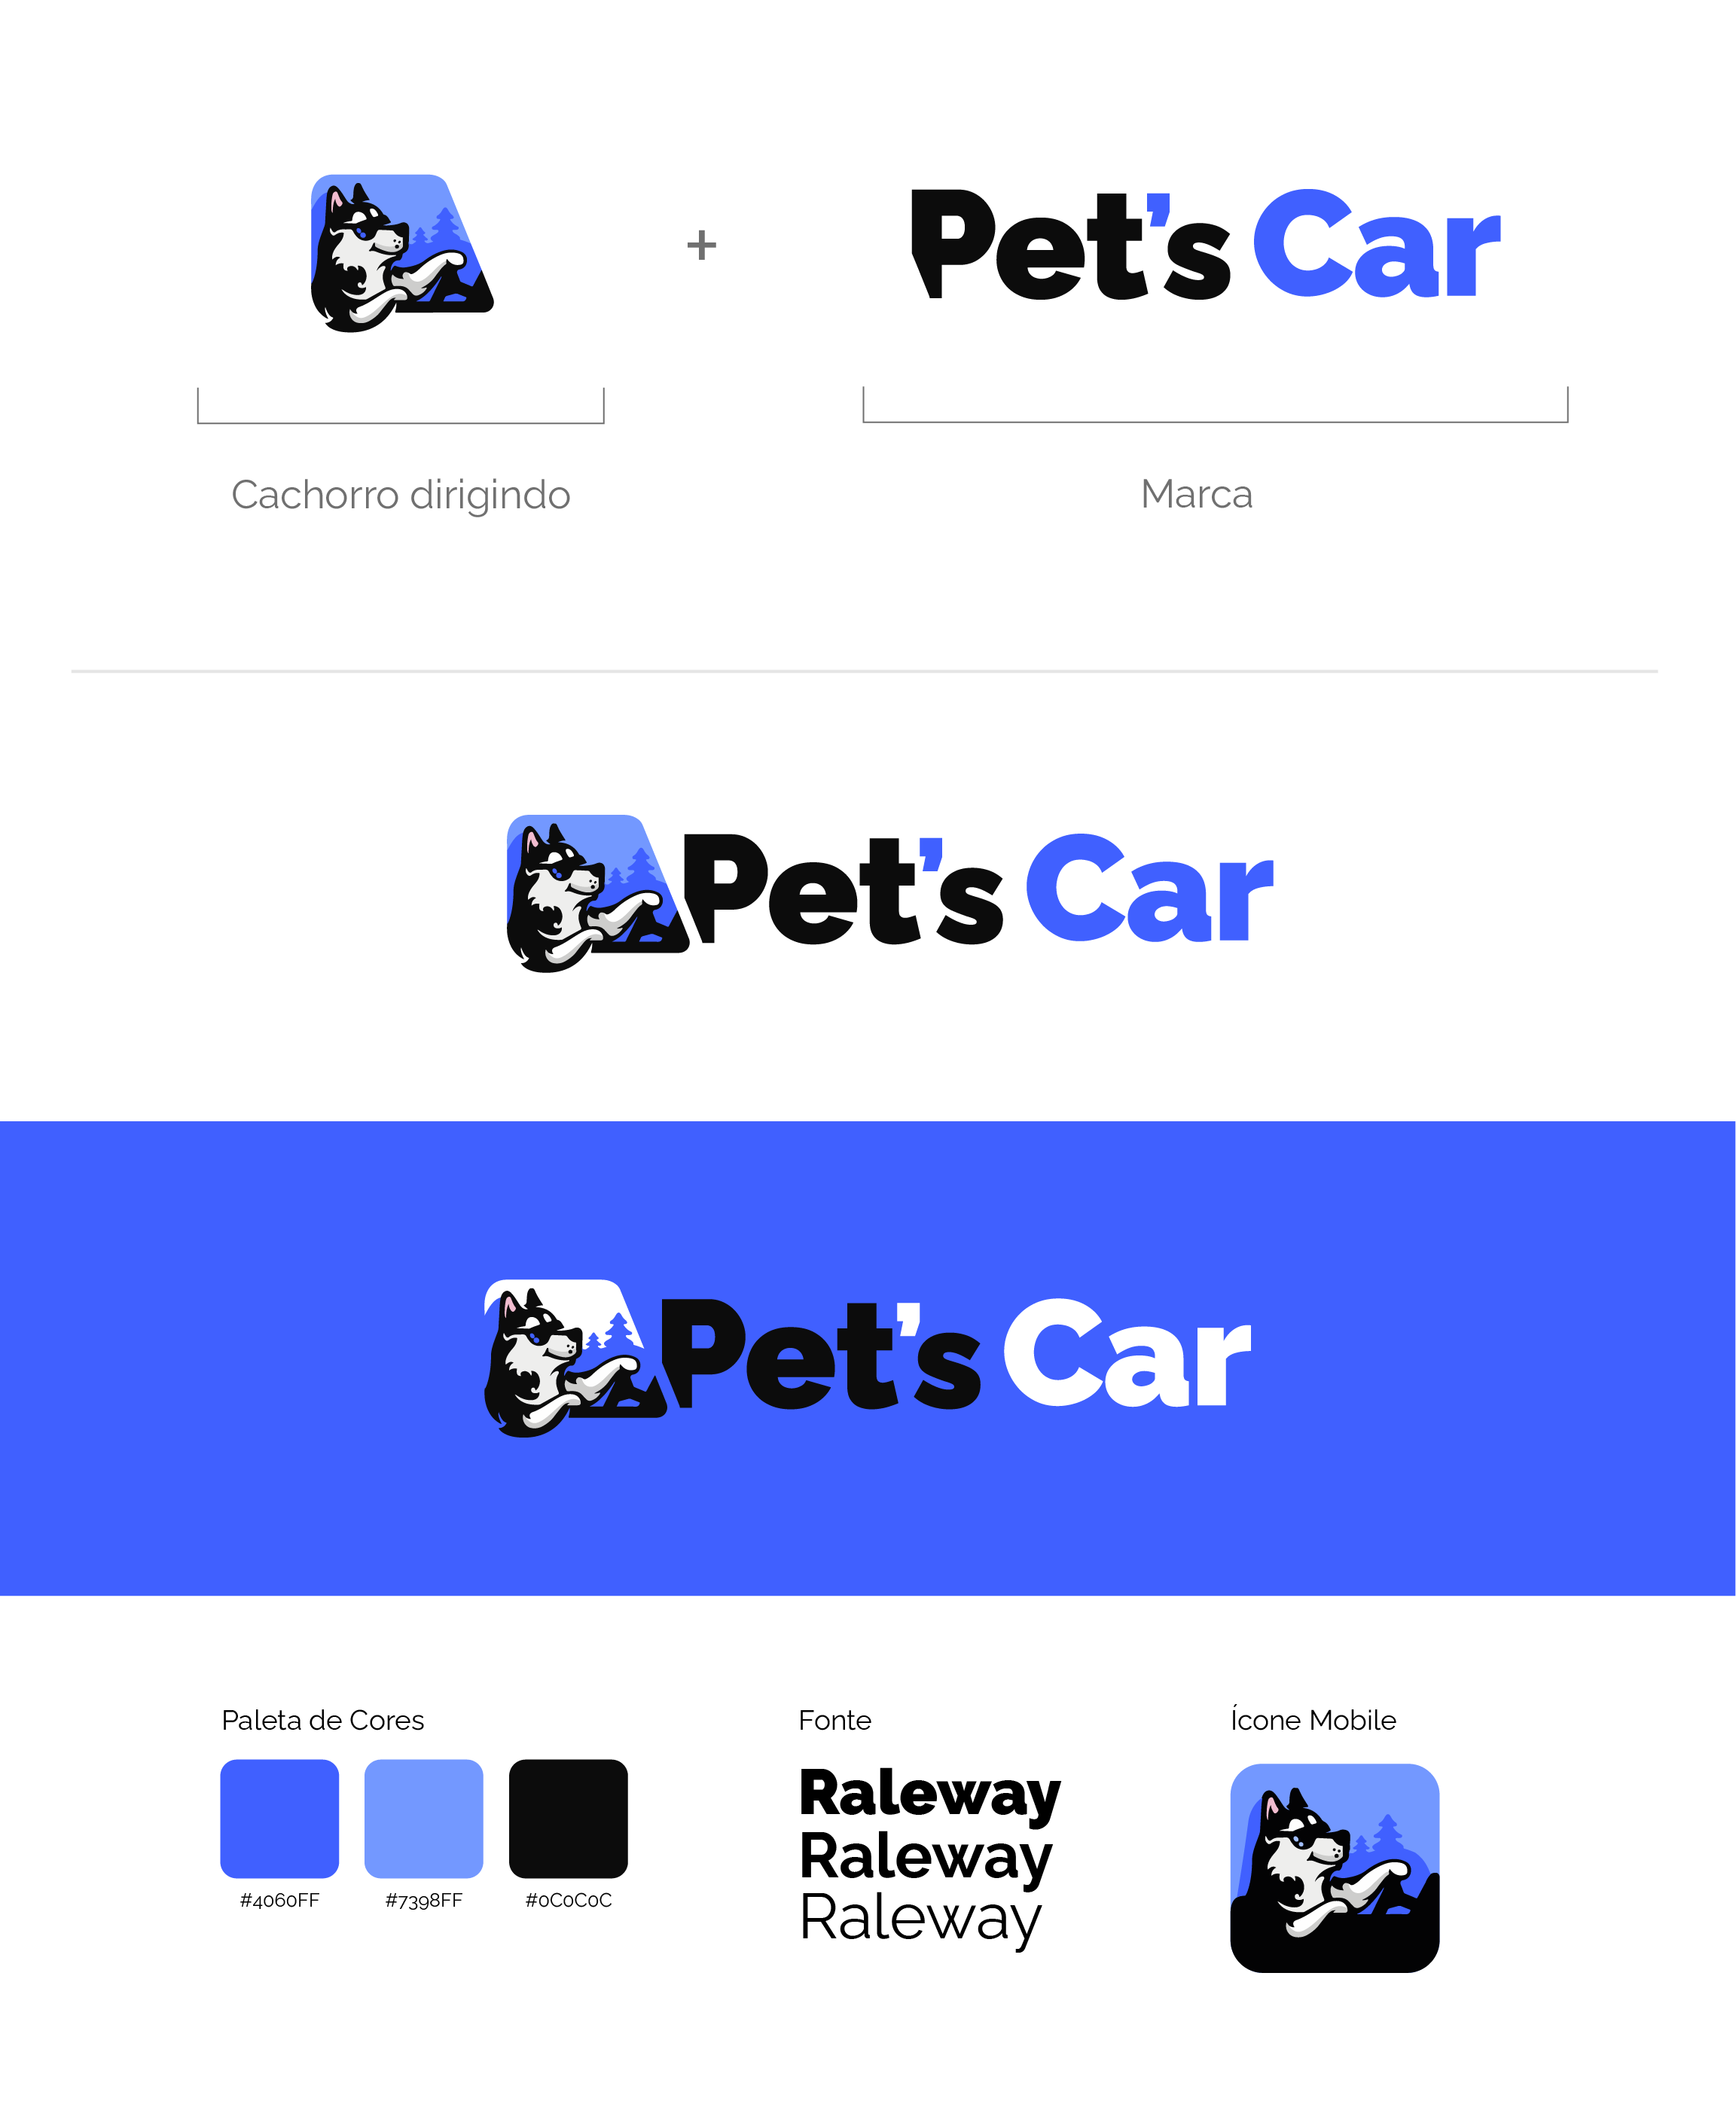 +
Pet's Car
Cachorro dirigindo
Marca
Pet's Car
Pet's Car
Paleta de Cores
#4060FF
#7398FF
#0C0C0C
Fonte
Raleway
Raleway
Raleway
Ícone Mobile